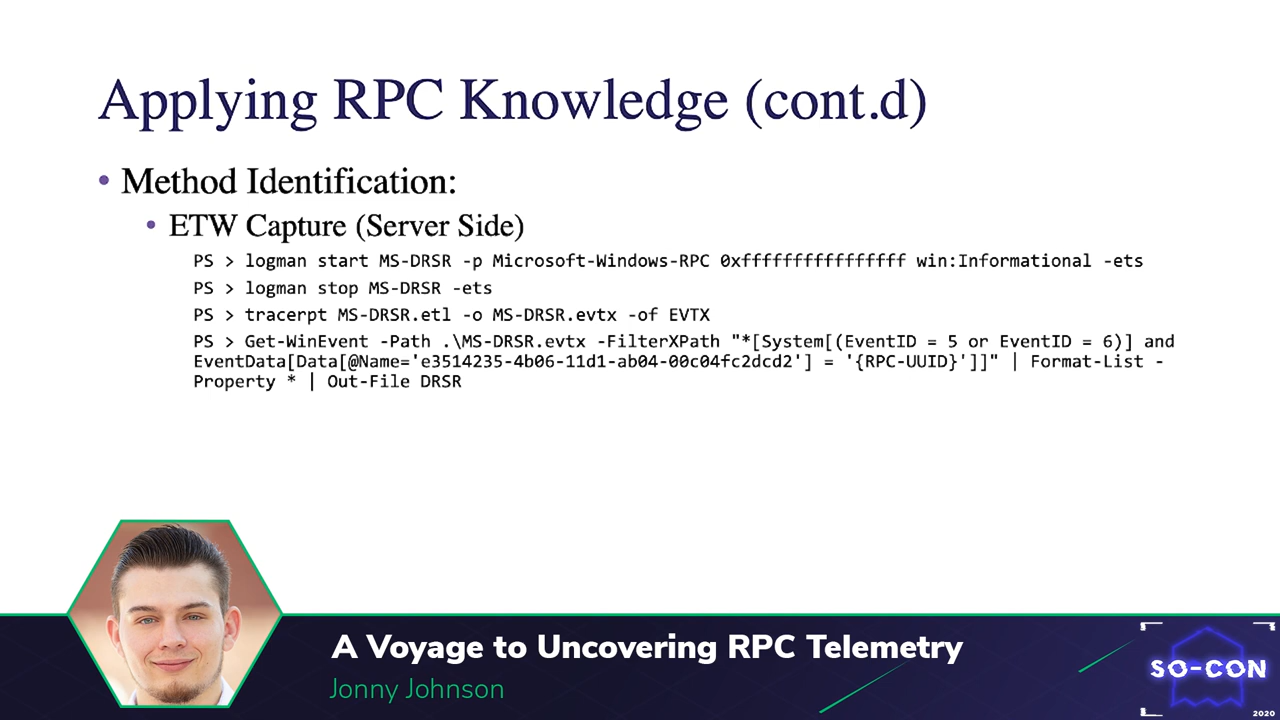 Applying RPC Knowledge (cont.d)
• Method Identification:
• ETW Capture (Server Side)
PS > logman start MS-DRSR -p Microsoft-Windows-RPC 0xffffffffffffffff win:Informational -ets
PS > logman stop MS-DRSR -ets
PS > tracerpt MS-DRSR.etl -o MS-DRSR.evtx -of EVTX
PS > Get-WinEvent -Path .\MS-DRSR.evtx -FilterXPath "*[System[(EventID = 5 or EventID = 6)] and
EventData[Data[@Name='e3514235-4b06-11d1-ab04-00c04fc2dcd2'] = '{RPC-UUID}']]" | Format-List -
Property * | Out-File DRSR
A Voyage to Uncovering RPC Telemetry
Jonny Johnson
SO-CON
2020